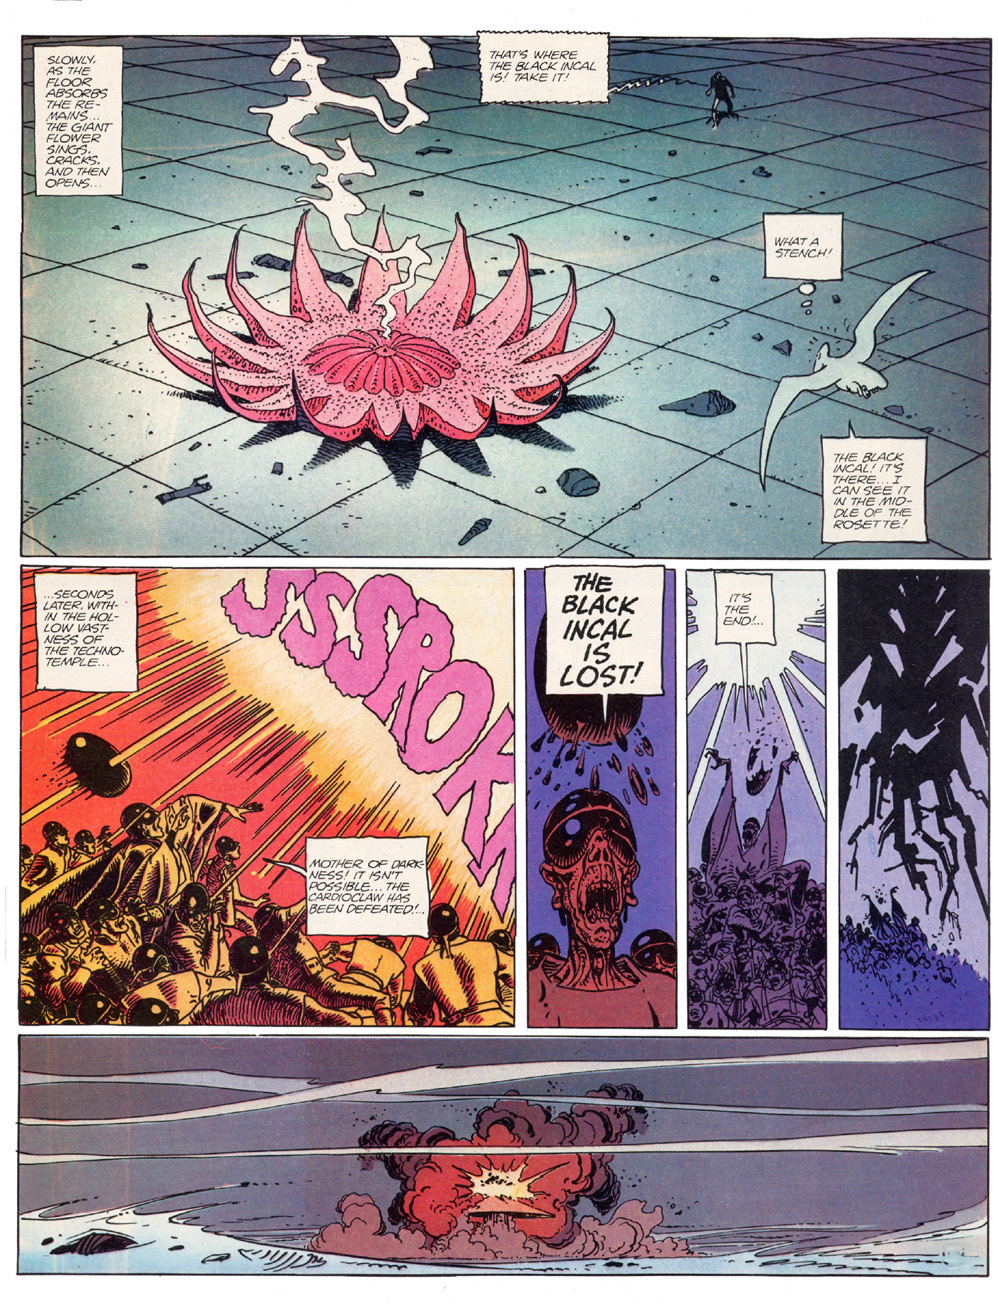 SLOWLY,
AS THE
FLOOR
ABSORBS
THE RE-
MAINS...
THE GIANT
FLOWER
SINGS,
CRACKS,
AND THEN
OPENS...
THAT'S WHERE
THE BLACK INCAL
IS! TAKE IT!
WHAT A
STENCH!
THE BLACK
INCAL! IT'S
THERE... I
CAN SEE IT
IN THE MID-
DLE OF THE
ROSETTE!
...SECONDS
LATER, WITH-
IN THE HOL-
LOW VAST-
NESS OF
THE TECHNO-
TEMPLE...
SSSROK
MOTHER OF DARK-
NESS! IT ISN'T
POSSIBLE... THE
CARDIOCLAW HAS
BEEN DEFEATED!...
THE
BLACK
INCAL
IS
LOST!
IT'S
THE
END!...